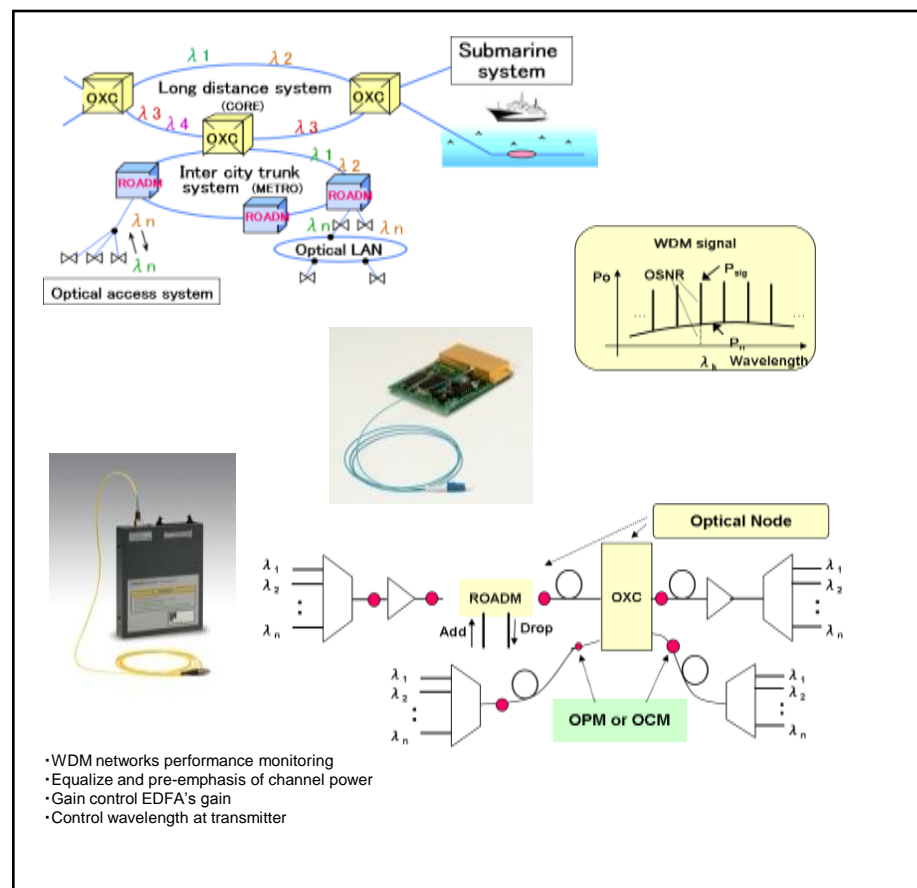 λ1
λ2
Submarine
system
OXC
Long distance system
(CORE)
OXC
λ3
λ4
OXC
λ3
λ1
λ2
Inter city trunk
system (METRO)
ROADM
ROADM
ROADM
λn
λn
λn
λn
Optical LAN
Optical access system
WDM signal
Po
OSNR
Psig
...
...
Pn
λk
Wavelength
Optical Node
λ1
λ2
:
λn
ROADM
OXC
λ1
λ2
:
λn
Add
Drop
λ1
λ2
:
λn
OPM or OCM
λ1
λ2
:
λn
・WDM networks performance monitoring
・Equalize and pre-emphasis of channel power
・Gain control EDFA's gain
・Control wavelength at transmitter